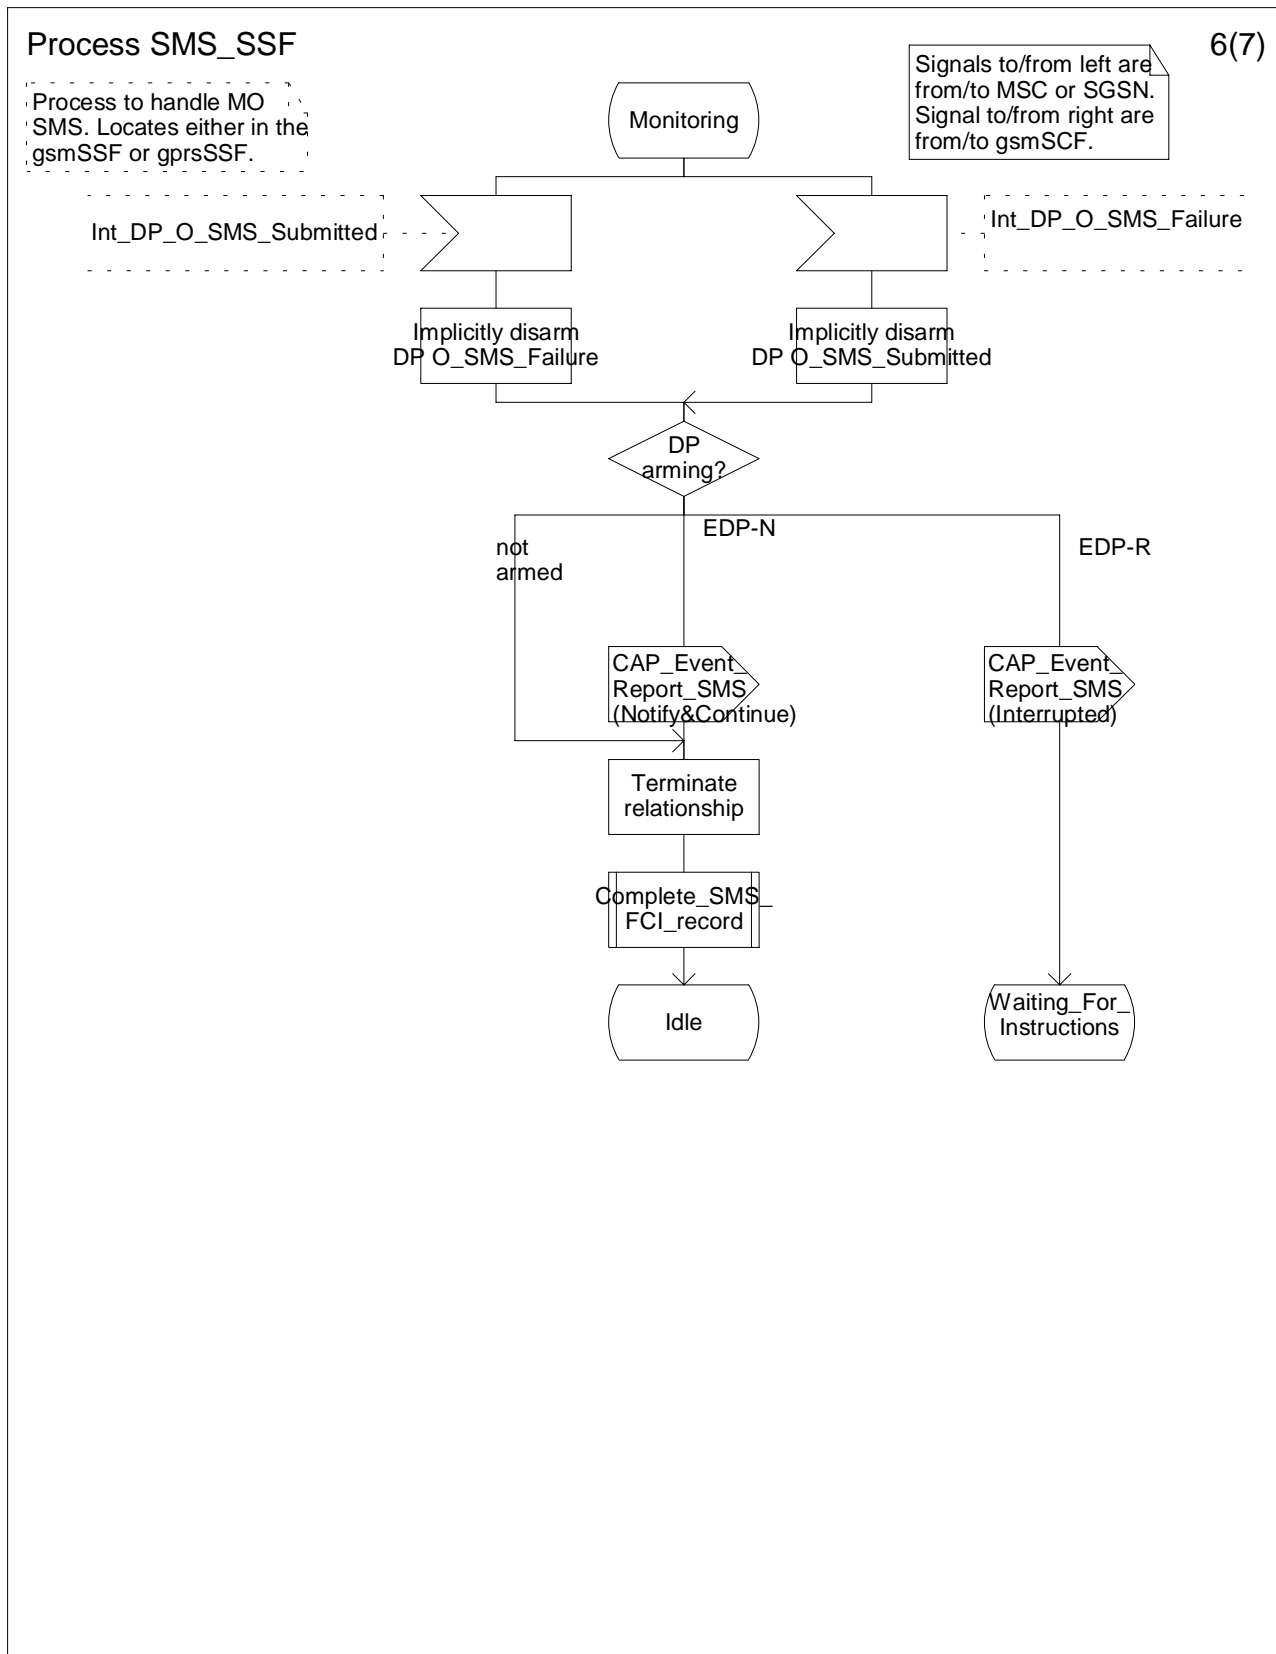 Process SMS_SSF
6(7)
Process to handle MO
SMS. Locates either in the
gsmSSF or gprsSSF.
Signals to/from left are
from/to MSC or SGSN.
Signal to/from right are
from/to gsmSCF.
Monitoring
Int_DP_O_SMS_Submitted
Int_DP_O_SMS_Failure
Implicitly disarm
DP O_SMS_Failure
Implicitly disarm
DP O_SMS_Submitted
DP
arming?
not
armed
EDP-N
EDP-R
CAP_Event_
Report_SMS
(Notify&Continue)
CAP_Event_
Report_SMS
(Interrupted)
Terminate
relationship
Complete_SMS_
FCI_record
Idle
Waiting_For_
Instructions